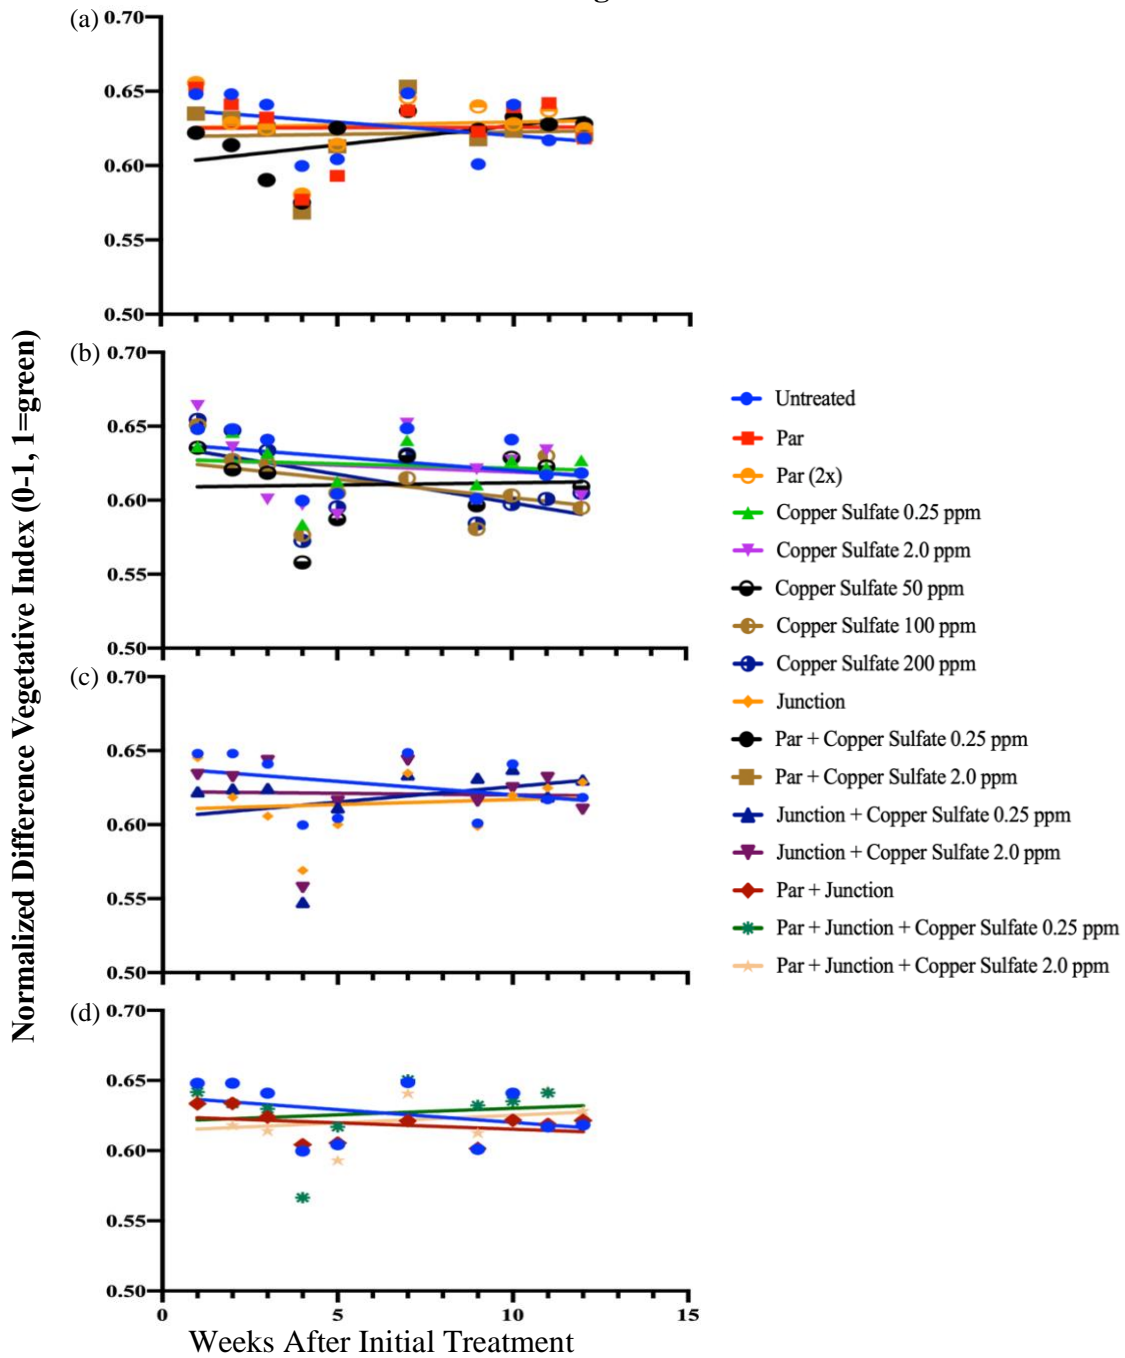 (a)
0.70
0.65
0.60
0.55
0.50
(b)
0.70
0.65
0.60
0.55
0.50
(c)
0.70
0.65
0.60
0.55
0.50
(d)
0.70
0.65
0.60
0.55
0.50
0 5 10 15
Weeks After Initial Treatment
Normalized Difference Vegetative Index (0-1, 1=green)
Untreated
Par
Par (2x)
Copper Sulfate 0.25 ppm
Copper Sulfate 2.0 ppm
Copper Sulfate 50 ppm
Copper Sulfate 100 ppm
Copper Sulfate 200 ppm
Junction
Par + Copper Sulfate 0.25 ppm
Par + Copper Sulfate 2.0 ppm
Junction + Copper Sulfate 0.25 ppm
Junction + Copper Sulfate 2.0 ppm
Par + Junction
Par + Junction + Copper Sulfate 0.25 ppm
Par + Junction + Copper Sulfate 2.0 ppm